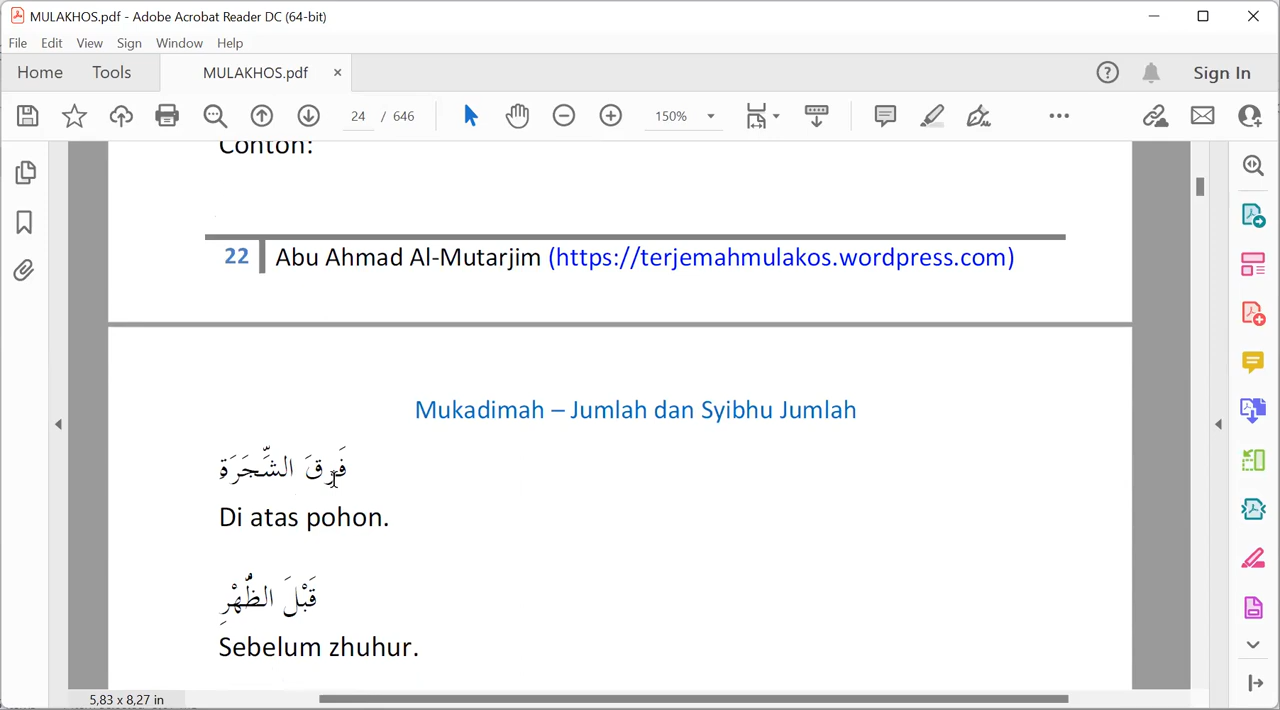 MULAKHOS.pdf - Adobe Acrobat Reader DC (64-bit)
File Edit View Sign Window Help
Home Tools MULAKHOS.pdf × Sign In
24 / 646 150%
Conton:
22 Abu Ahmad Al-Mutarjim (https://terjemahmulakos.wordpress.com)
Mukadimah – Jumlah dan Syibhu Jumlah
الشَّجَرَة
Di atas pohon.
قَبْلَ الظُّهْرِ
Sebelum zhuhur.
5,83 x 8,27 in